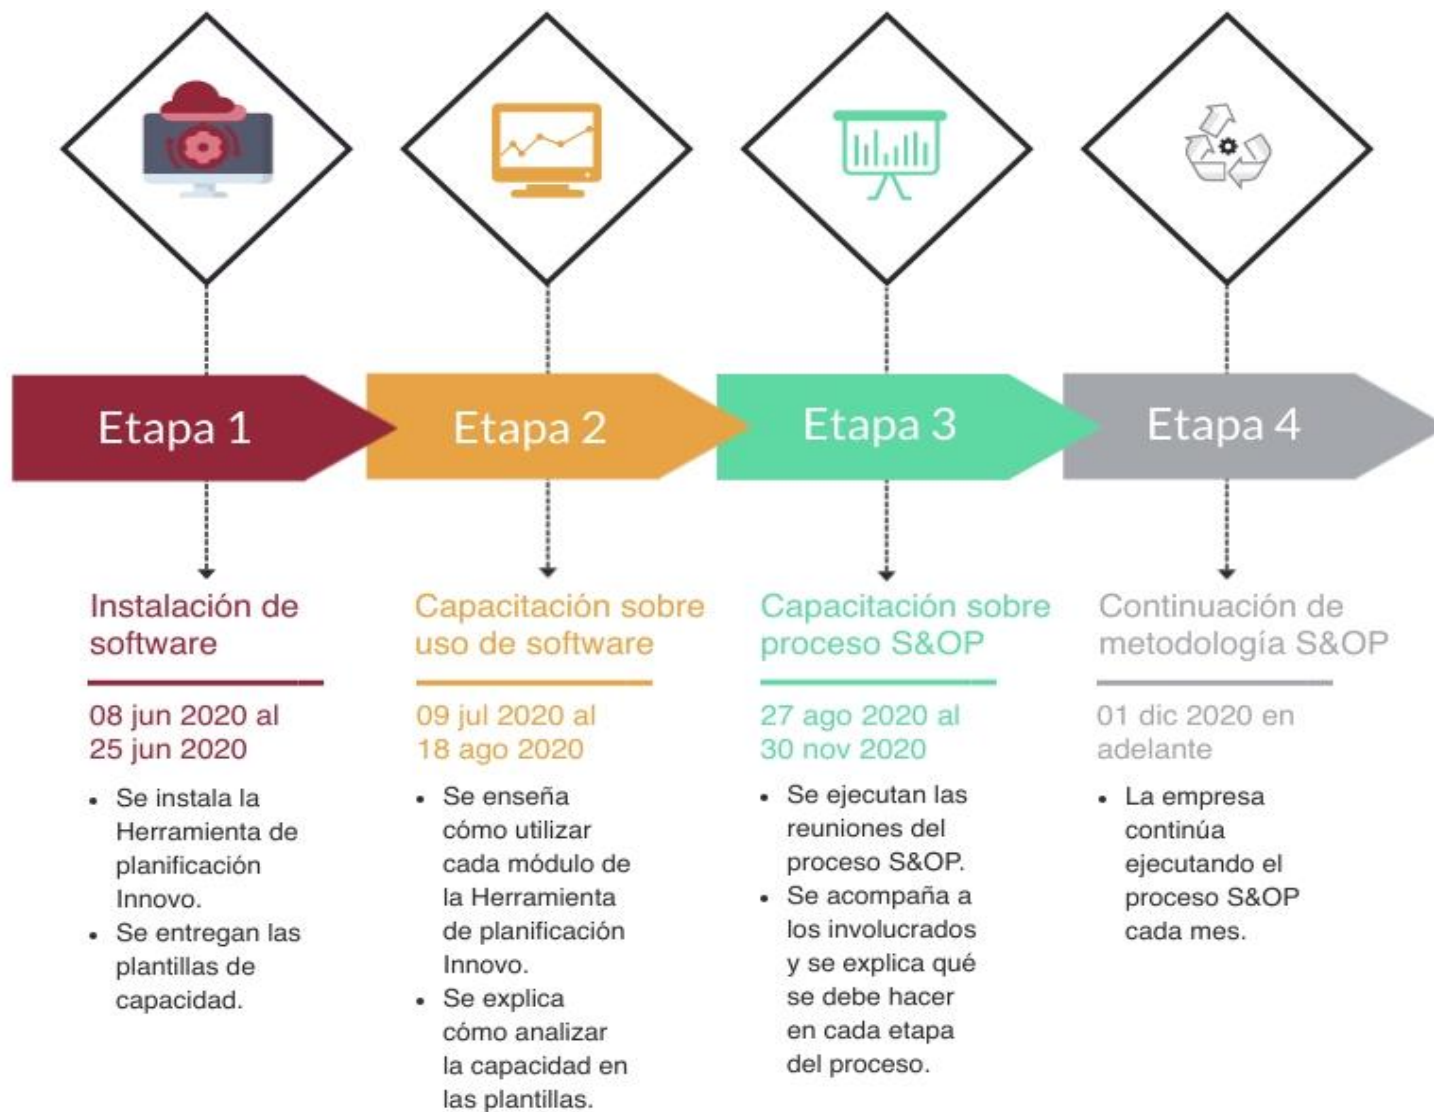 Etapa 1
Etapa 2
Etapa 3
Etapa 4
Instalación de
software
08 jun 2020 al
25 jun 2020
• Se instala la
Herramienta de
planificación
Innovo.
• Se entregan las
plantillas de
capacidad.
Capacitación sobre
uso de software
09 jul 2020 al
18 ago 2020
• Se enseña
cómo utilizar
cada módulo de
la Herramienta
de planificación
Innovo.
• Se explica
cómo analizar
la capacidad en
las plantillas.
Capacitación sobre
proceso S&OP
27 ago 2020 al
30 nov 2020
• Se ejecutan las
reuniones del
proceso S&OP.
• Se acompaña a
los involucrados
y se explica qué
se debe hacer
en cada etapa
del proceso.
Continuación de
metodología S&OP
01 dic 2020 en
adelante
• La empresa
continúa
ejecutando el
proceso S&OP
cada mes.